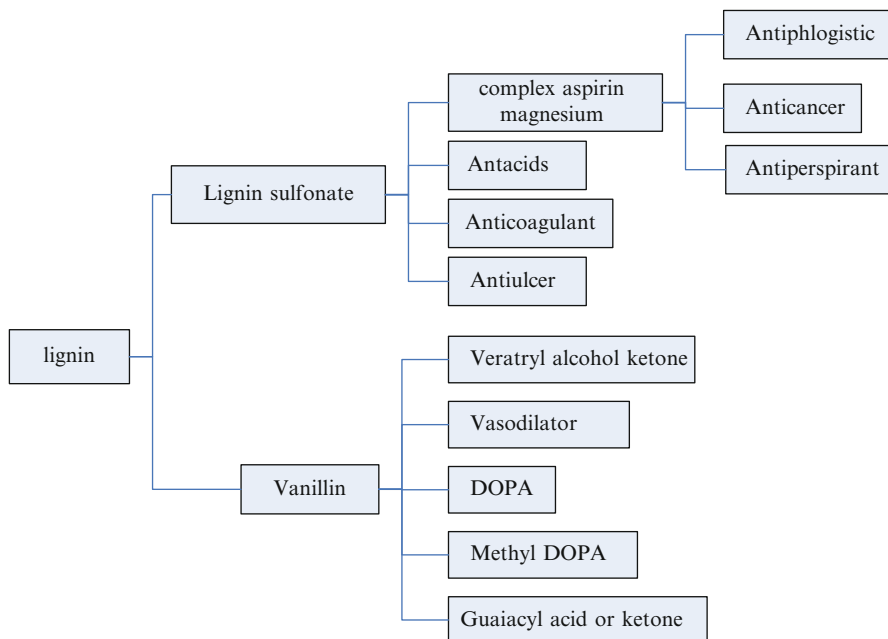 Antiphlogistic
complex aspirin
magnesium
Anticancer
Antiperspirant
Lignin sulfonate
Antacids
Anticoagulant
Antiulcer
lignin
Veratryl alcohol ketone
Vasodilator
Vanillin
DOPA
Methyl DOPA
Guaiacyl acid or ketone